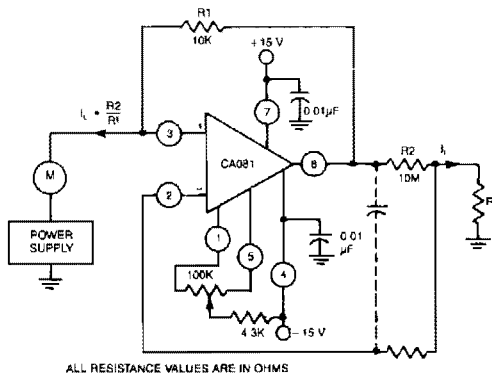 R1
10K
+15 V
0.01µF
7
I_L • R2/R1
3
+
CA081
6
R2
10M
I_L
R
M
2
−
POWER SUPPLY
1
5
4
0.01 µF
100K
4.3K
−15 V
ALL RESISTANCE VALUES ARE IN OHMS